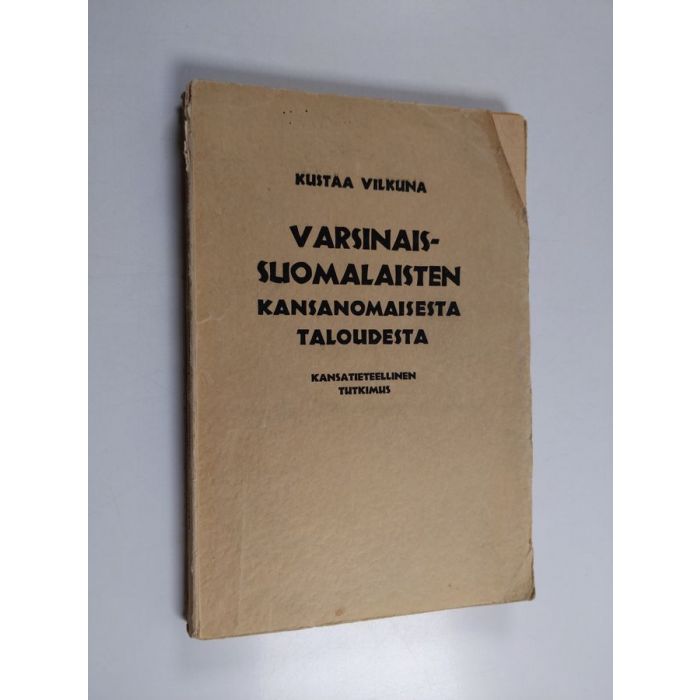 KUSTAA VILKUNA
VARSINAIS-
SUOMALAISTEN
KANSANOMAISESTA
TALOUDESTA
KANSATIETEELLINEN
TUTKIMUS